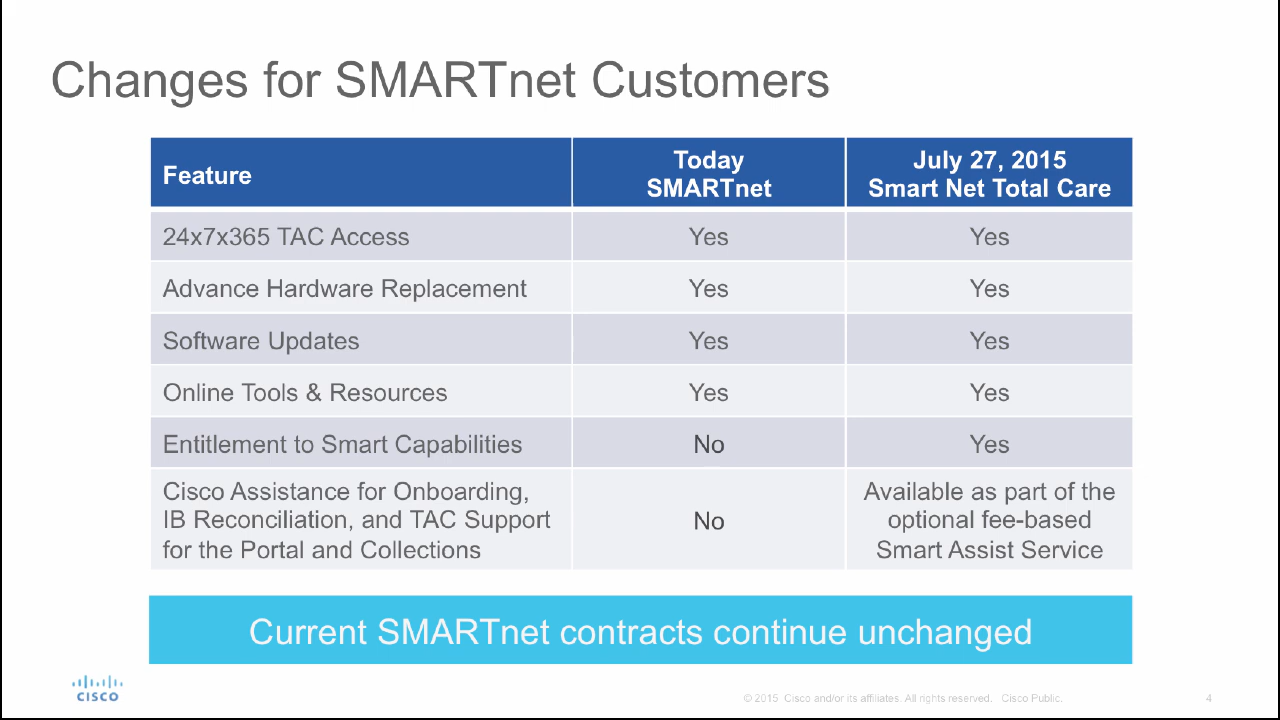 Changes for SMARTnet Customers
Feature
Today
SMARTnet
July 27, 2015
Smart Net Total Care
24x7x365 TAC Access
Yes
Yes
Advance Hardware Replacement
Yes
Yes
Software Updates
Yes
Yes
Online Tools & Resources
Yes
Yes
Entitlement to Smart Capabilities
No
Yes
Cisco Assistance for Onboarding,
IB Reconciliation, and TAC Support
for the Portal and Collections
No
Available as part of the
optional fee-based
Smart Assist Service
Current SMARTnet contracts continue unchanged
CISCO
© 2015 Cisco and/or its affiliates. All rights reserved. Cisco Public.
4